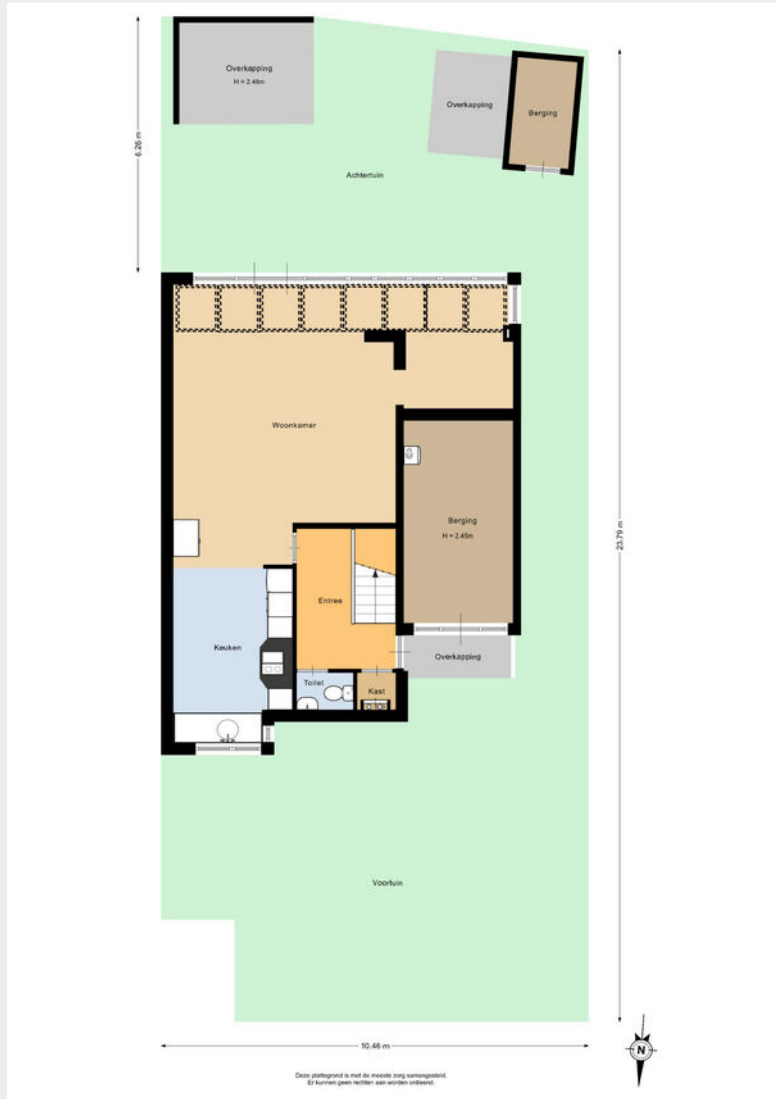 Overkapping
H = 2.48m
Overkapping
Berging
6.26 m
Achtertuin
Woonkamer
Berging
H = 2.45m
23.79 m
Entree
Keuken
Overkapping
Toilet
Kast
Voortuin
10.46 m
N
Deze plattegrond is met de meeste zorg samengesteld.
Er kunnen geen rechten aan worden ontleend.